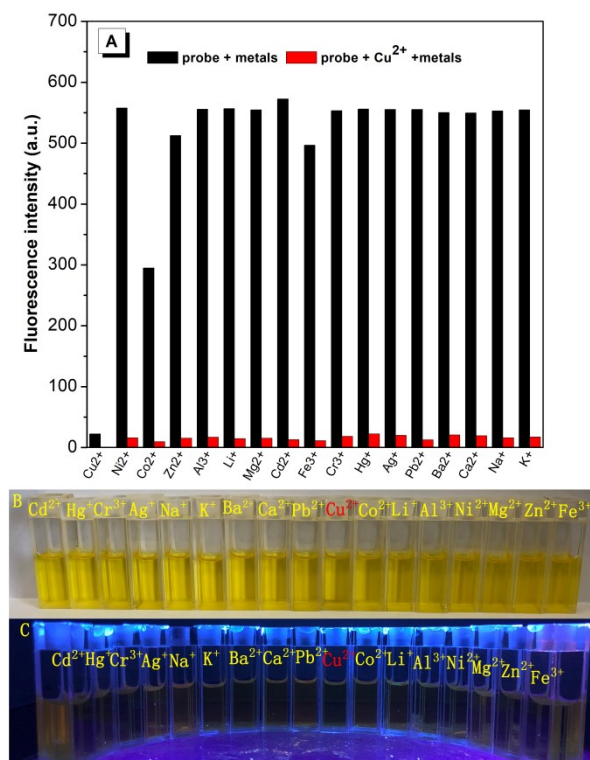 A
probe + metals
probe + Cu2+ +metals
Fluorescence intensity (a.u.)
700
600
500
400
300
200
100
0
Cu2+
Ni2+
Co2+
Zn2+
Al3+
Li+
Mg2+
Cd2+
Fe3+
Cr3+
Hg+
Ag+
Pb2+
Ba2+
Ca2+
Na+
K+
B
Cd2+ Hg+ Cr3+ Ag+ Na+ K+ Ba2+ Ca2+ Pb2+ Cu2+ Co2+ Li+ Al3+ Ni2+ Mg2+ Zn2+ Fe3+
C
Cd2+ Hg+ Cr3+ Ag+ Na+ K+ Ba2+ Ca2+ Pb2+ Cu2+ Co2+ Li+ Al3+ Ni2+ Mg2+ Zn2+ Fe3+